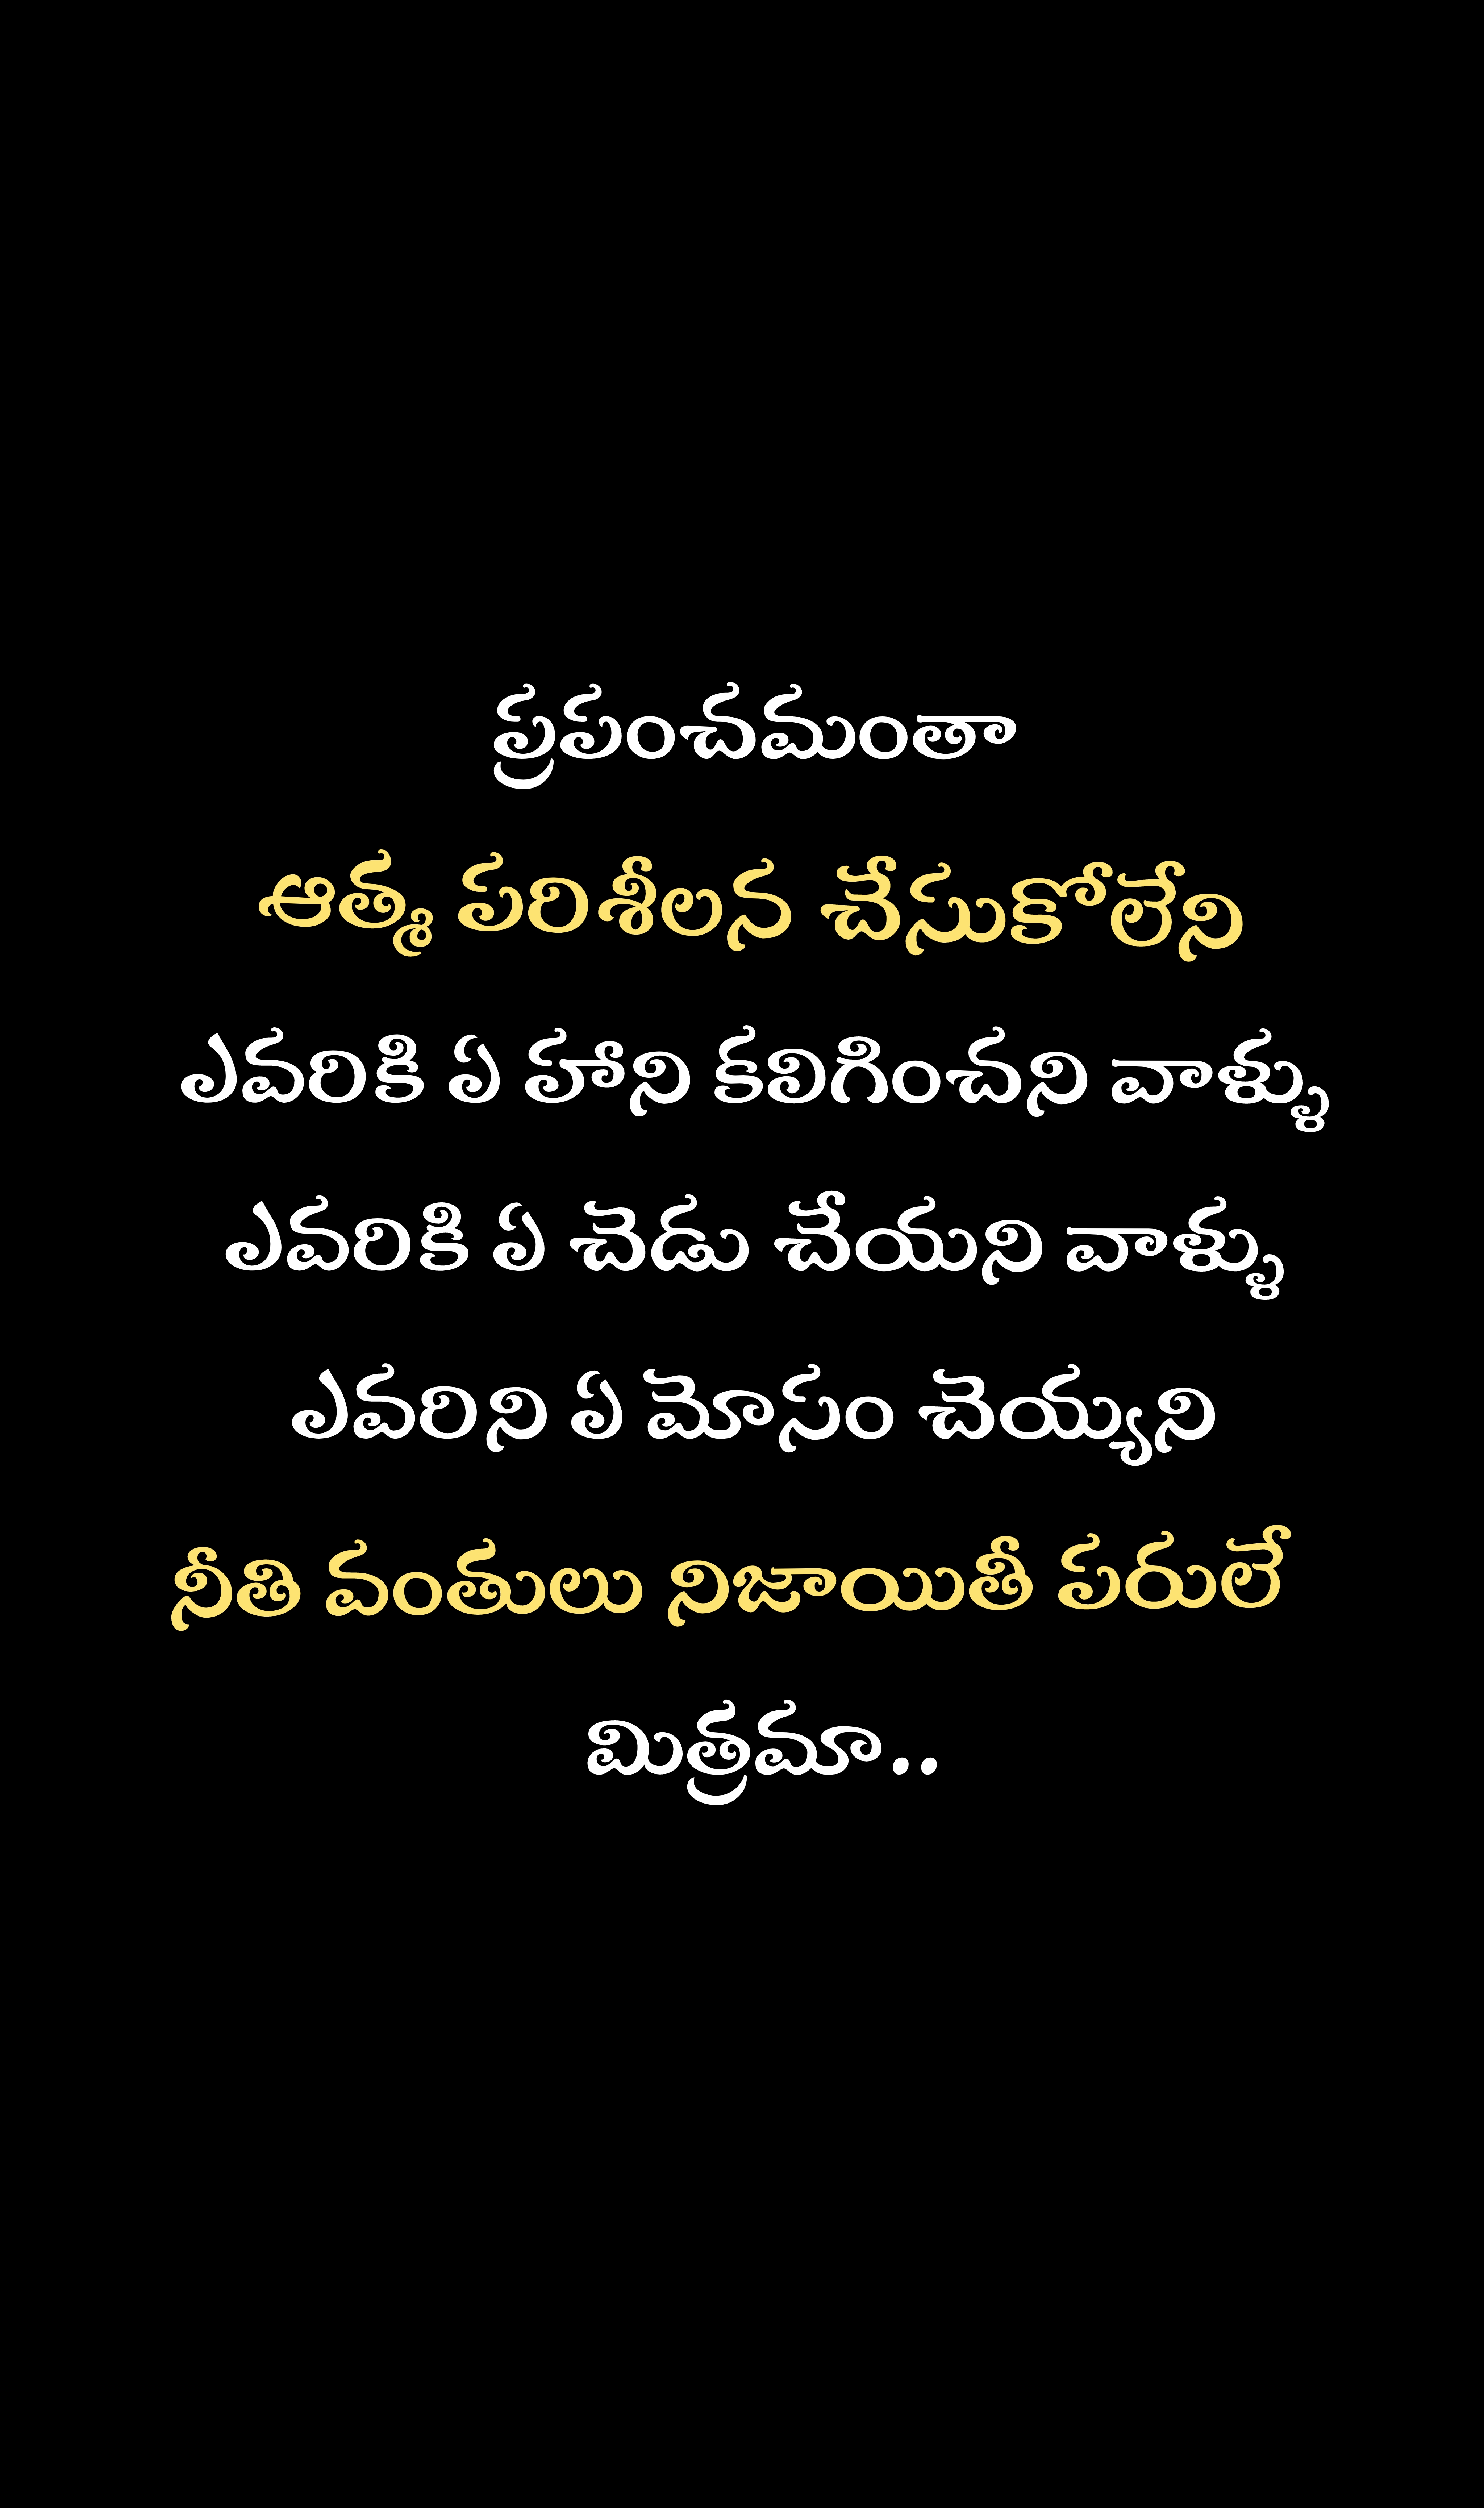 ప్రపంచమంతా
ఆత్మ పరిశీలన చేసుకోలేని
ఎవరికి ఏ హాని కలిగించని వాళ్ళు
ఎవరికి ఏ చెడు  చేయని వాళ్ళు
ఎవరిని ఏ మోసం చెయ్యని
నీతి వంతులు నిజాయితీ పరులే
మిత్రమా..